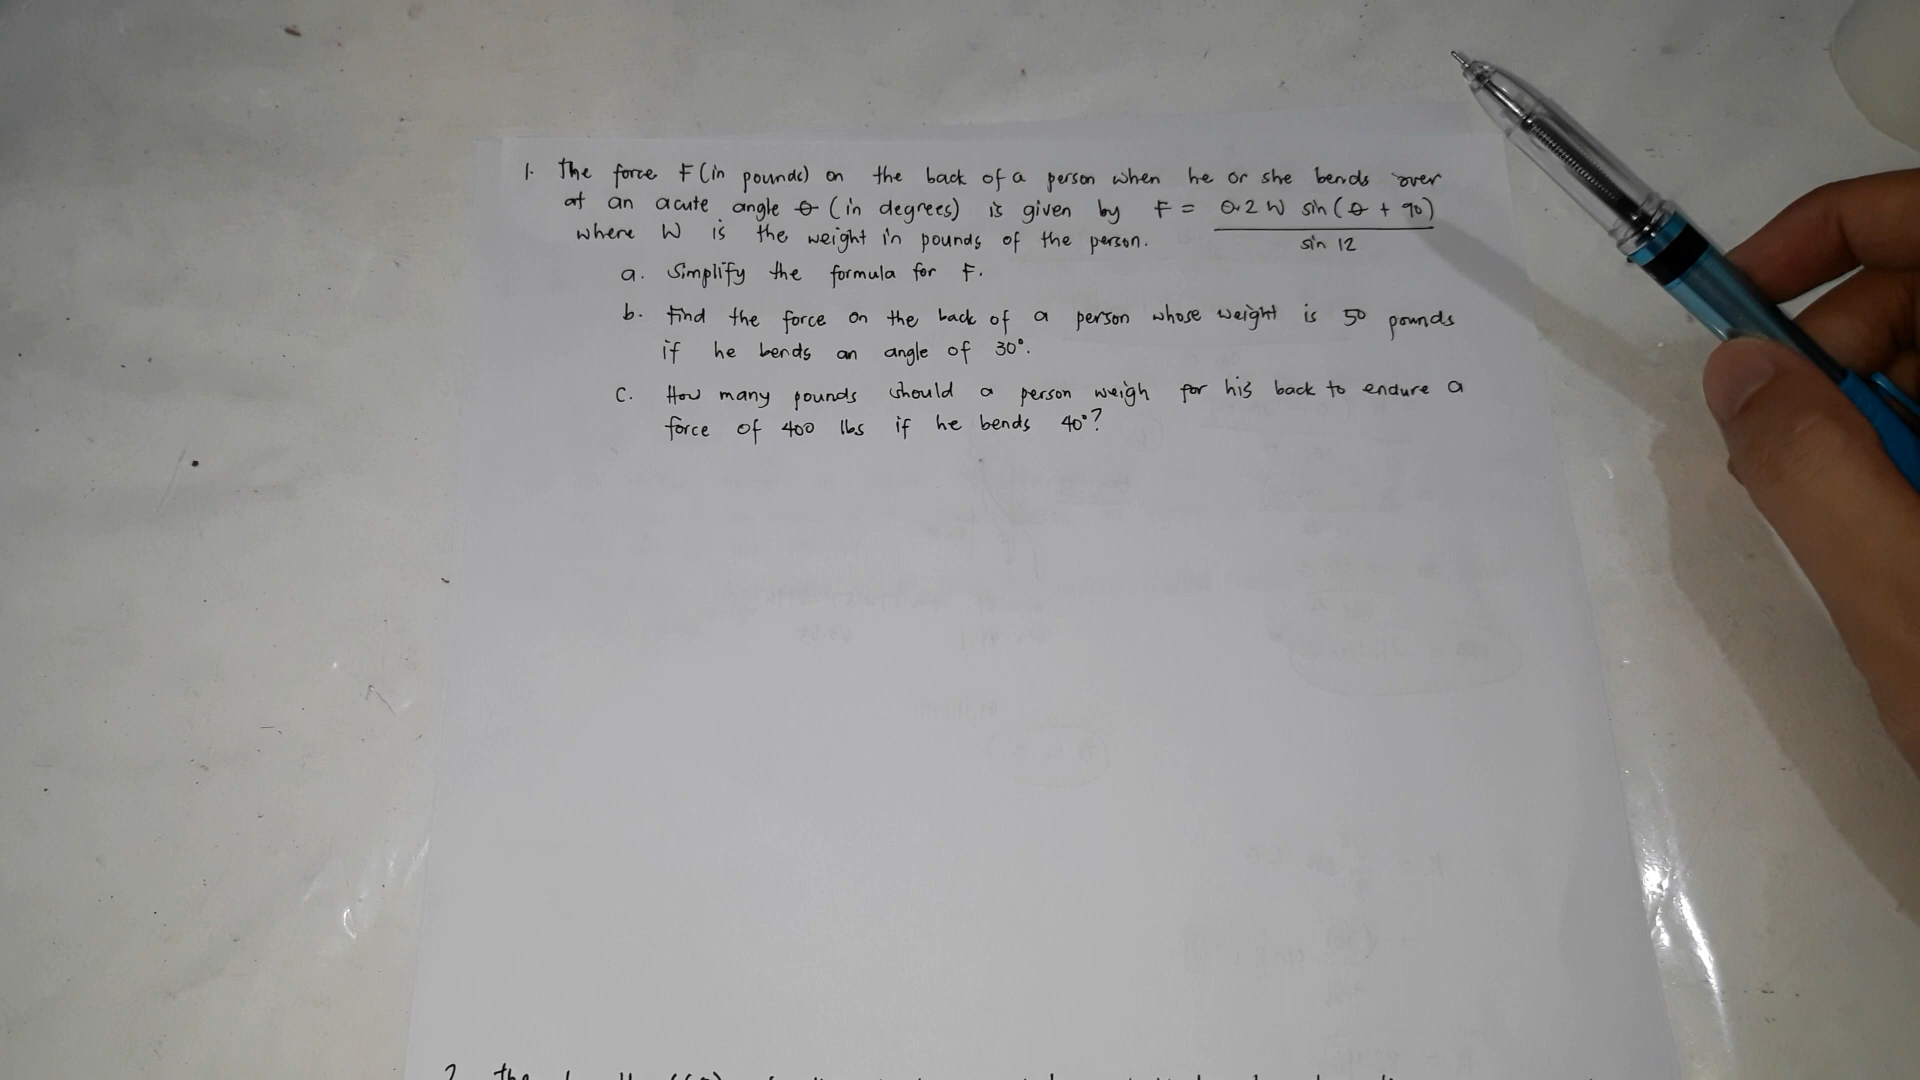 1. The force F (in pounds) on the back of a person when he or she bends over
at an acute angle θ (in degrees) is given by F = 0.2 W sin (θ + 90)
where W is the weight in pounds of the person. sin 12
a. Simplify the formula for F.
b. Find the force on the back of a person whose weight is 50 pounds
if he bends an angle of 30°.
c. How many pounds should a person weigh for his back to endure a
force of 400 lbs if he bends 40°?
2. the